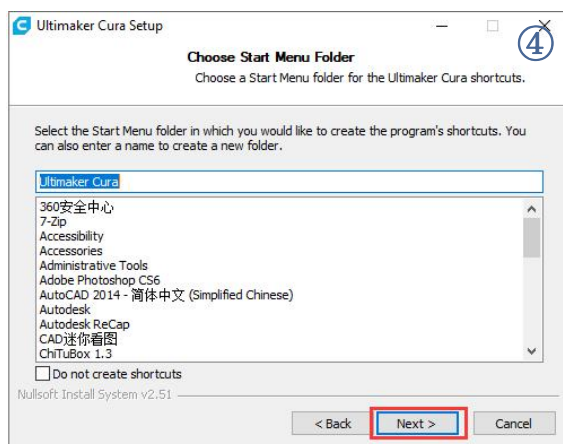 Ultimaker Cura Setup
④
Choose Start Menu Folder
Choose a Start Menu folder for the Ultimaker Cura shortcuts.
Select the Start Menu folder in which you would like to create the program's shortcuts. You
can also enter a name to create a new folder.
Ultimaker Cura
360安全中心
7-Zip
Accessibility
Accessories
Administrative Tools
Adobe Photoshop CS6
AutoCAD 2014 - 简体中文 (Simplified Chinese)
Autodesk
Autodesk ReCap
CAD迷你看图
ChiTuBox 1.3
Do not create shortcuts
Nullsoft Install System v2.51
< Back
Next >
Cancel